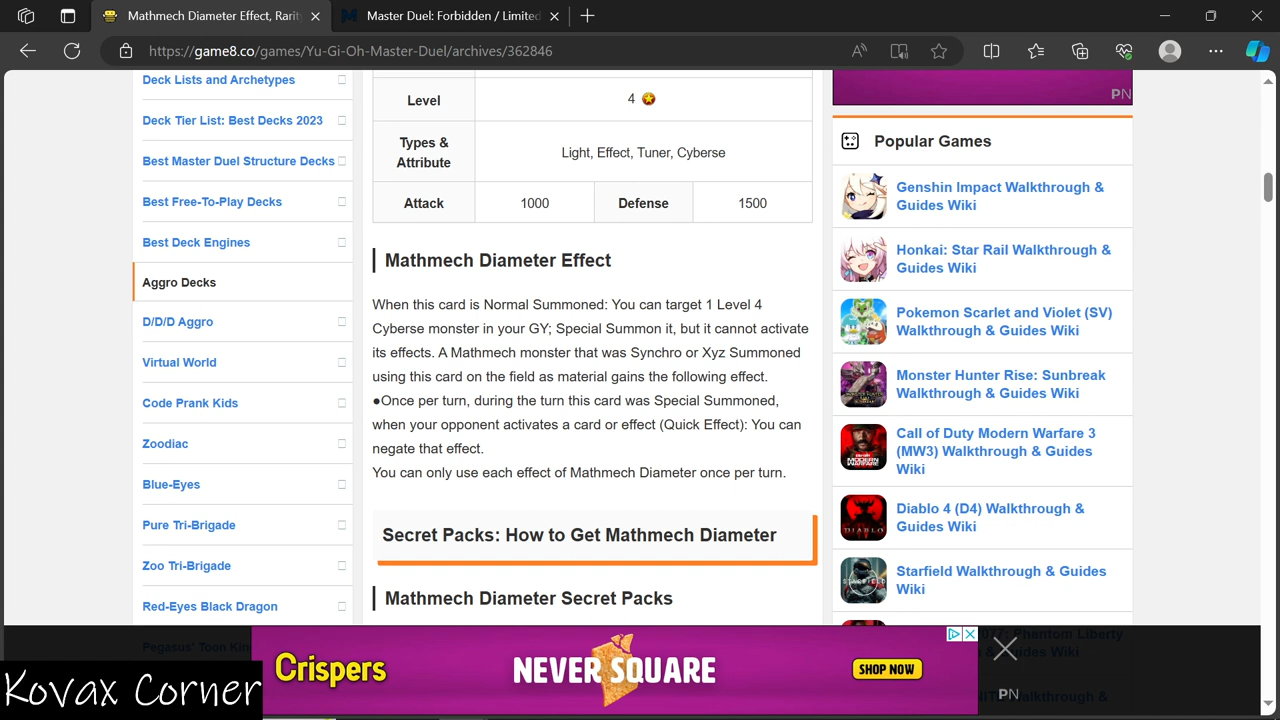 Mathmech Diameter Effect, Rarit
Master Duel: Forbidden / Limited
https://game8.co/games/Yu-Gi-Oh-Master-Duel/archives/362846
Deck Lists and Archetypes
Deck Tier List: Best Decks 2023
Best Master Duel Structure Decks
Best Free-To-Play Decks
Best Deck Engines
Aggro Decks
D/D/D Aggro
Virtual World
Code Prank Kids
Zoodiac
Blue-Eyes
Pure Tri-Brigade
Zoo Tri-Brigade
Red-Eyes Black Dragon
Pegasus' Toon King
Level
4
Types &
Attribute
Light, Effect, Tuner, Cyberse
Attack
1000
Defense
1500
Mathmech Diameter Effect
When this card is Normal Summoned: You can target 1 Level 4
Cyberse monster in your GY; Special Summon it, but it cannot activate
its effects. A Mathmech monster that was Synchro or Xyz Summoned
using this card on the field as material gains the following effect.
●Once per turn, during the turn this card was Special Summoned,
when your opponent activates a card or effect (Quick Effect): You can
negate that effect.
You can only use each effect of Mathmech Diameter once per turn.
Secret Packs: How to Get Mathmech Diameter
Mathmech Diameter Secret Packs
PN
Popular Games
Genshin Impact Walkthrough &
Guides Wiki
Honkai: Star Rail Walkthrough &
Guides Wiki
Pokemon Scarlet and Violet (SV)
Walkthrough & Guides Wiki
Monster Hunter Rise: Sunbreak
Walkthrough & Guides Wiki
Call of Duty Modern Warfare 3
(MW3) Walkthrough & Guides
Wiki
Diablo 4 (D4) Walkthrough &
Guides Wiki
Starfield Walkthrough & Guides
Wiki
Phantom Liberty
& Guides Wiki
Walkthrough &
Crispers
NEVER SQUARE
SHOP NOW
PN
Kovax Corner